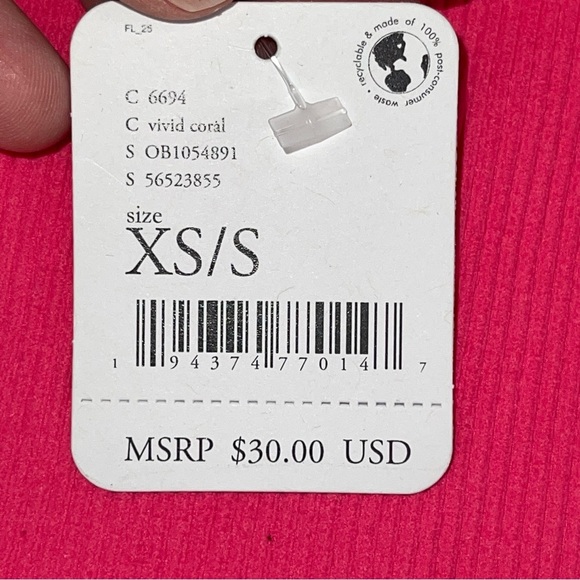 FL_25
recyclable & made of 100% post-consumer waste •
C 6694
C vivid coral
S OB1054891
S 56523855
size
XS/S
1 94374 77014 7
MSRP $30.00 USD